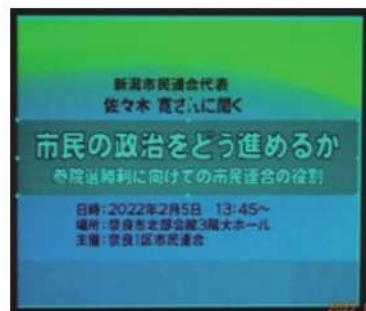 新潟市民連合代表
佐々木 寛さんに聞く
市民の政治をどう進めるか
参院選勝利に向けての市民連合の役割
日時：2022年2月5日　13:45～
場所：奈良市北部会館3階大ホール
主催：奈良1区市民連合